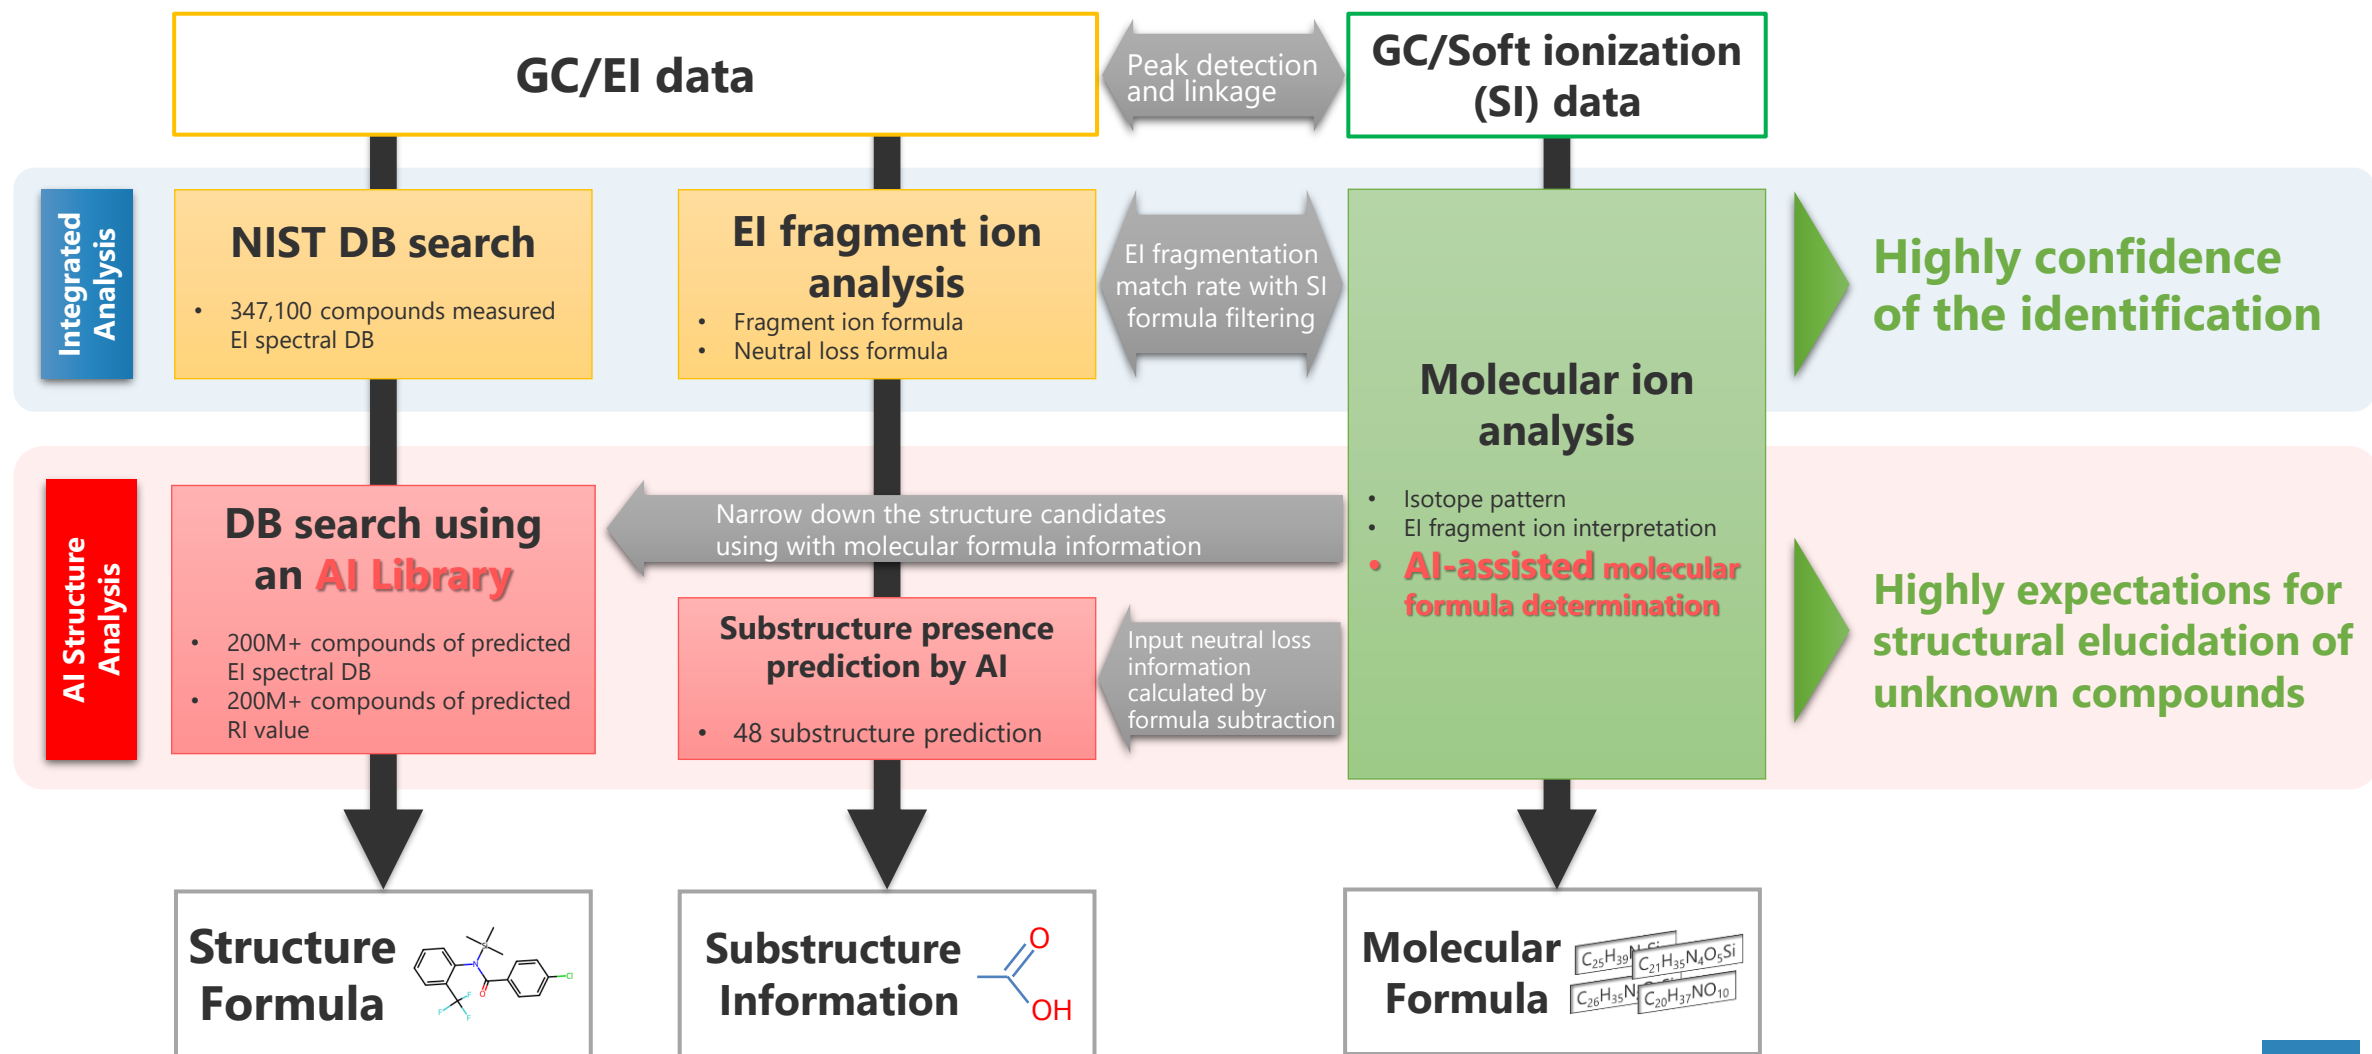 GC/EI data
Peak detection
and linkage
GC/Soft ionization
(SI) data
Integrated
Analysis
NIST DB search
• 347,100 compounds measured
EI spectral DB
EI fragment ion
analysis
• Fragment ion formula
• Neutral loss formula
EI fragmentation
match rate with SI
formula filtering
Molecular ion
analysis
• Isotope pattern
• EI fragment ion interpretation
• AI-assisted molecular
formula determination
Highly confidence
of the identification
AI Structure
Analysis
DB search using
an AI Library
• 200M+ compounds of predicted
EI spectral DB
• 200M+ compounds of predicted
RI value
Narrow down the structure candidates
using with molecular formula information
Substructure presence
prediction by AI
• 48 substructure prediction
Input neutral loss
information
calculated by
formula subtraction
Highly expectations for
structural elucidation of
unknown compounds
Structure
Formula
Si
N
O
F
F
F
Cl
Substructure
Information
O
OH
Molecular
Formula
C₂₅H₃₉
C₂₁H₃₅N₄O₅Si
C₂₆H₃₅N
C₂₀H₃₇NO₁₀